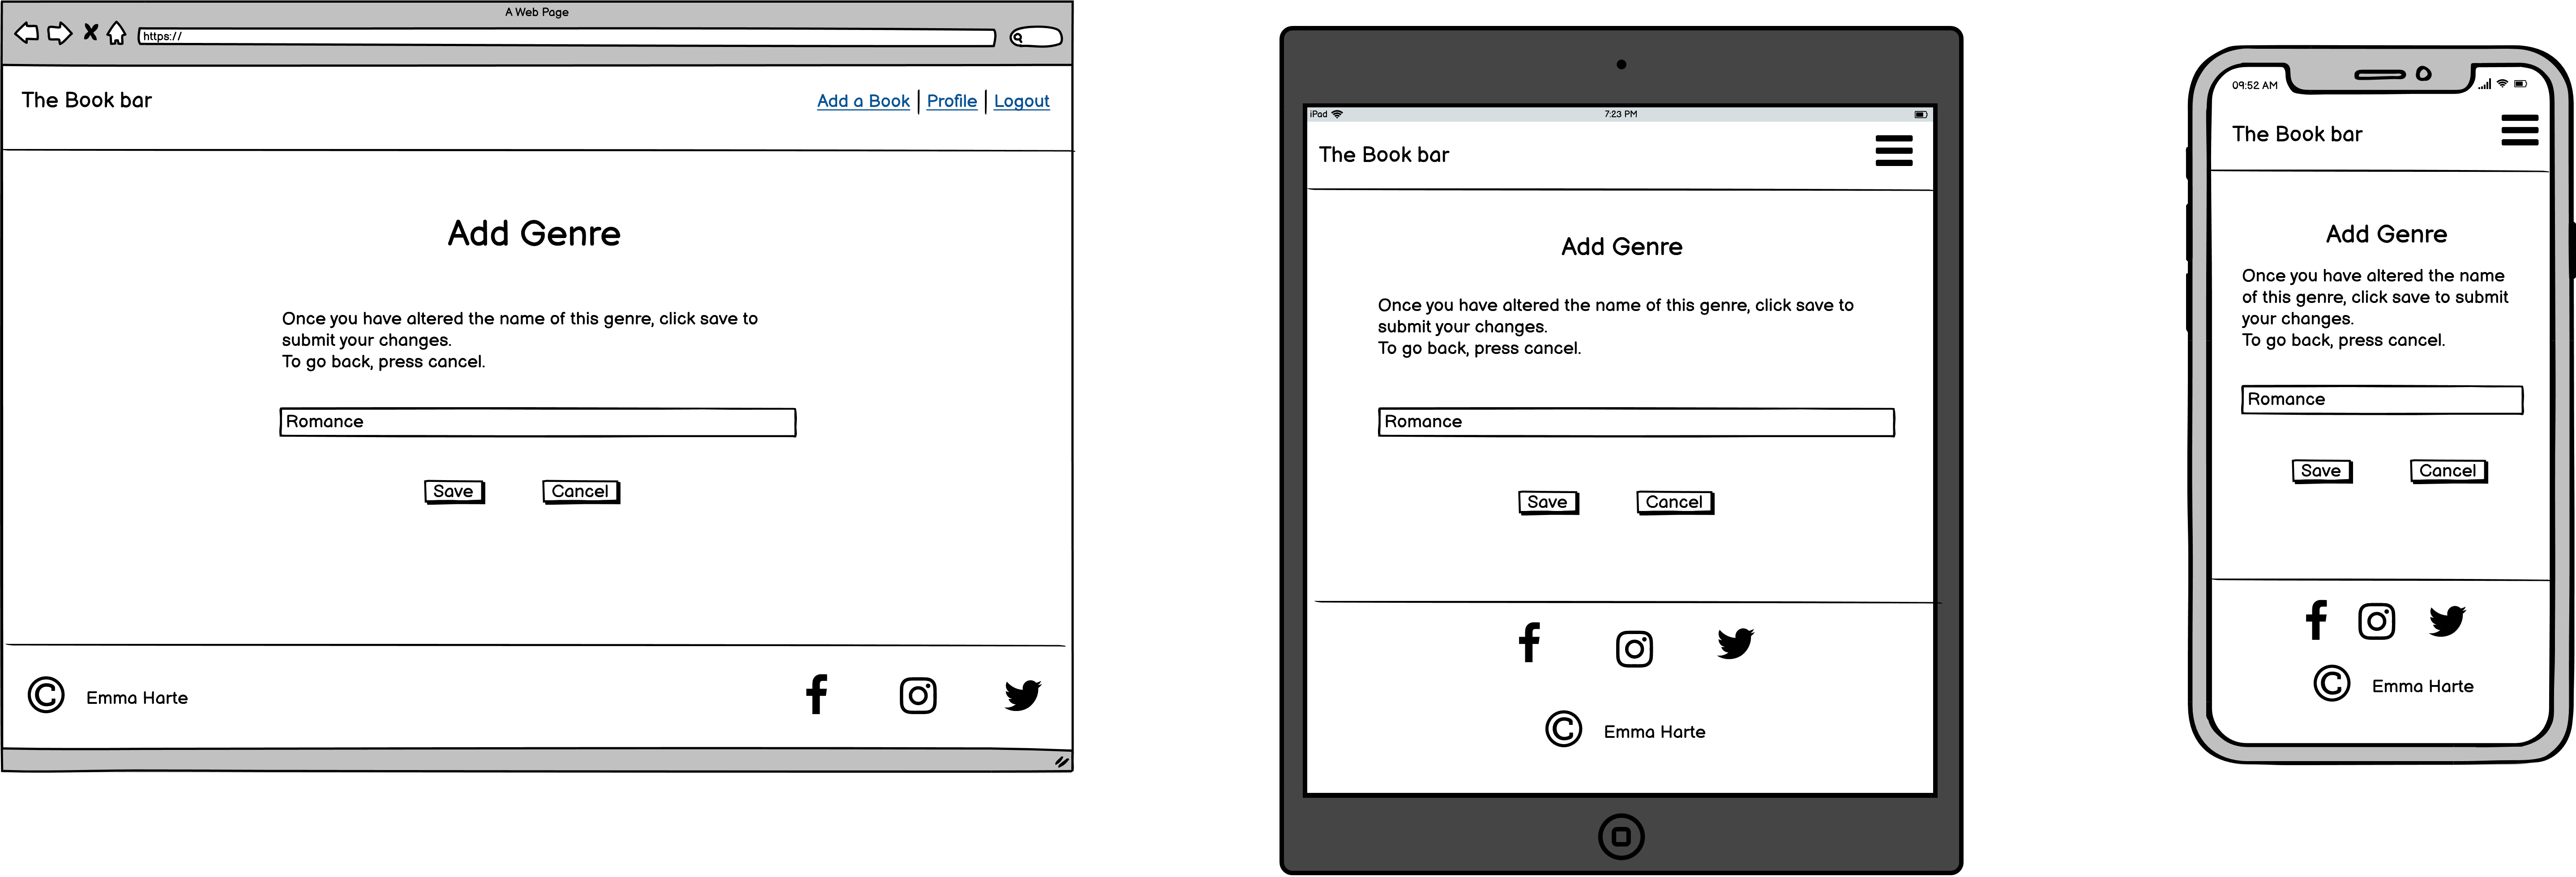 A Web Page
https://
The Book bar
Add a Book | Profile | Logout
Add Genre
Once you have altered the name of this genre, click save to
submit your changes.
To go back, press cancel.
Romance
Save Cancel
© Emma Harte
iPad 7:23 PM
The Book bar
Add Genre
Once you have altered the name of this genre, click save to
submit your changes.
To go back, press cancel.
Romance
Save Cancel
© Emma Harte
09:52 AM
The Book bar
Add Genre
Once you have altered the name
of this genre, click save to submit
your changes.
To go back, press cancel.
Romance
Save Cancel
© Emma Harte